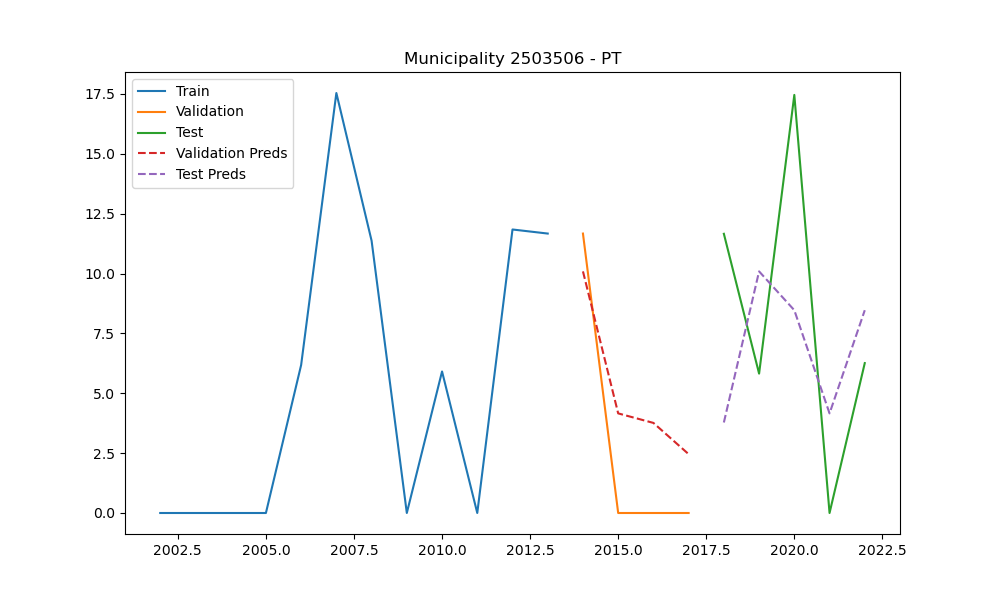 Municipality 2503506 - PT
Train
Validation
Test
Validation Preds
Test Preds
17.5
15.0
12.5
10.0
7.5
5.0
2.5
0.0
2002.5 2005.0 2007.5 2010.0 2012.5 2015.0 2017.5 2020.0 2022.5